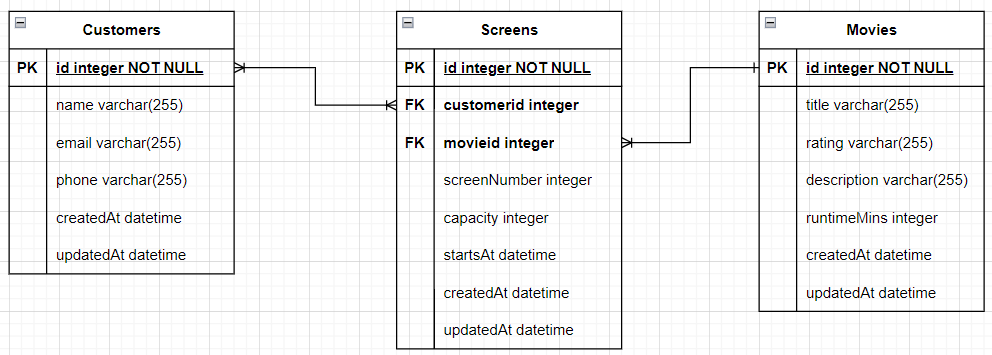 Customers
PK id integer NOT NULL
name varchar(255)
email varchar(255)
phone varchar(255)
createdAt datetime
updatedAt datetime
Screens
PK id integer NOT NULL
FK customerid integer
FK movieid integer
screenNumber integer
capacity integer
startsAt datetime
createdAt datetime
updatedAt datetime
Movies
PK id integer NOT NULL
title varchar(255)
rating varchar(255)
description varchar(255)
runtimeMins integer
createdAt datetime
updatedAt datetime